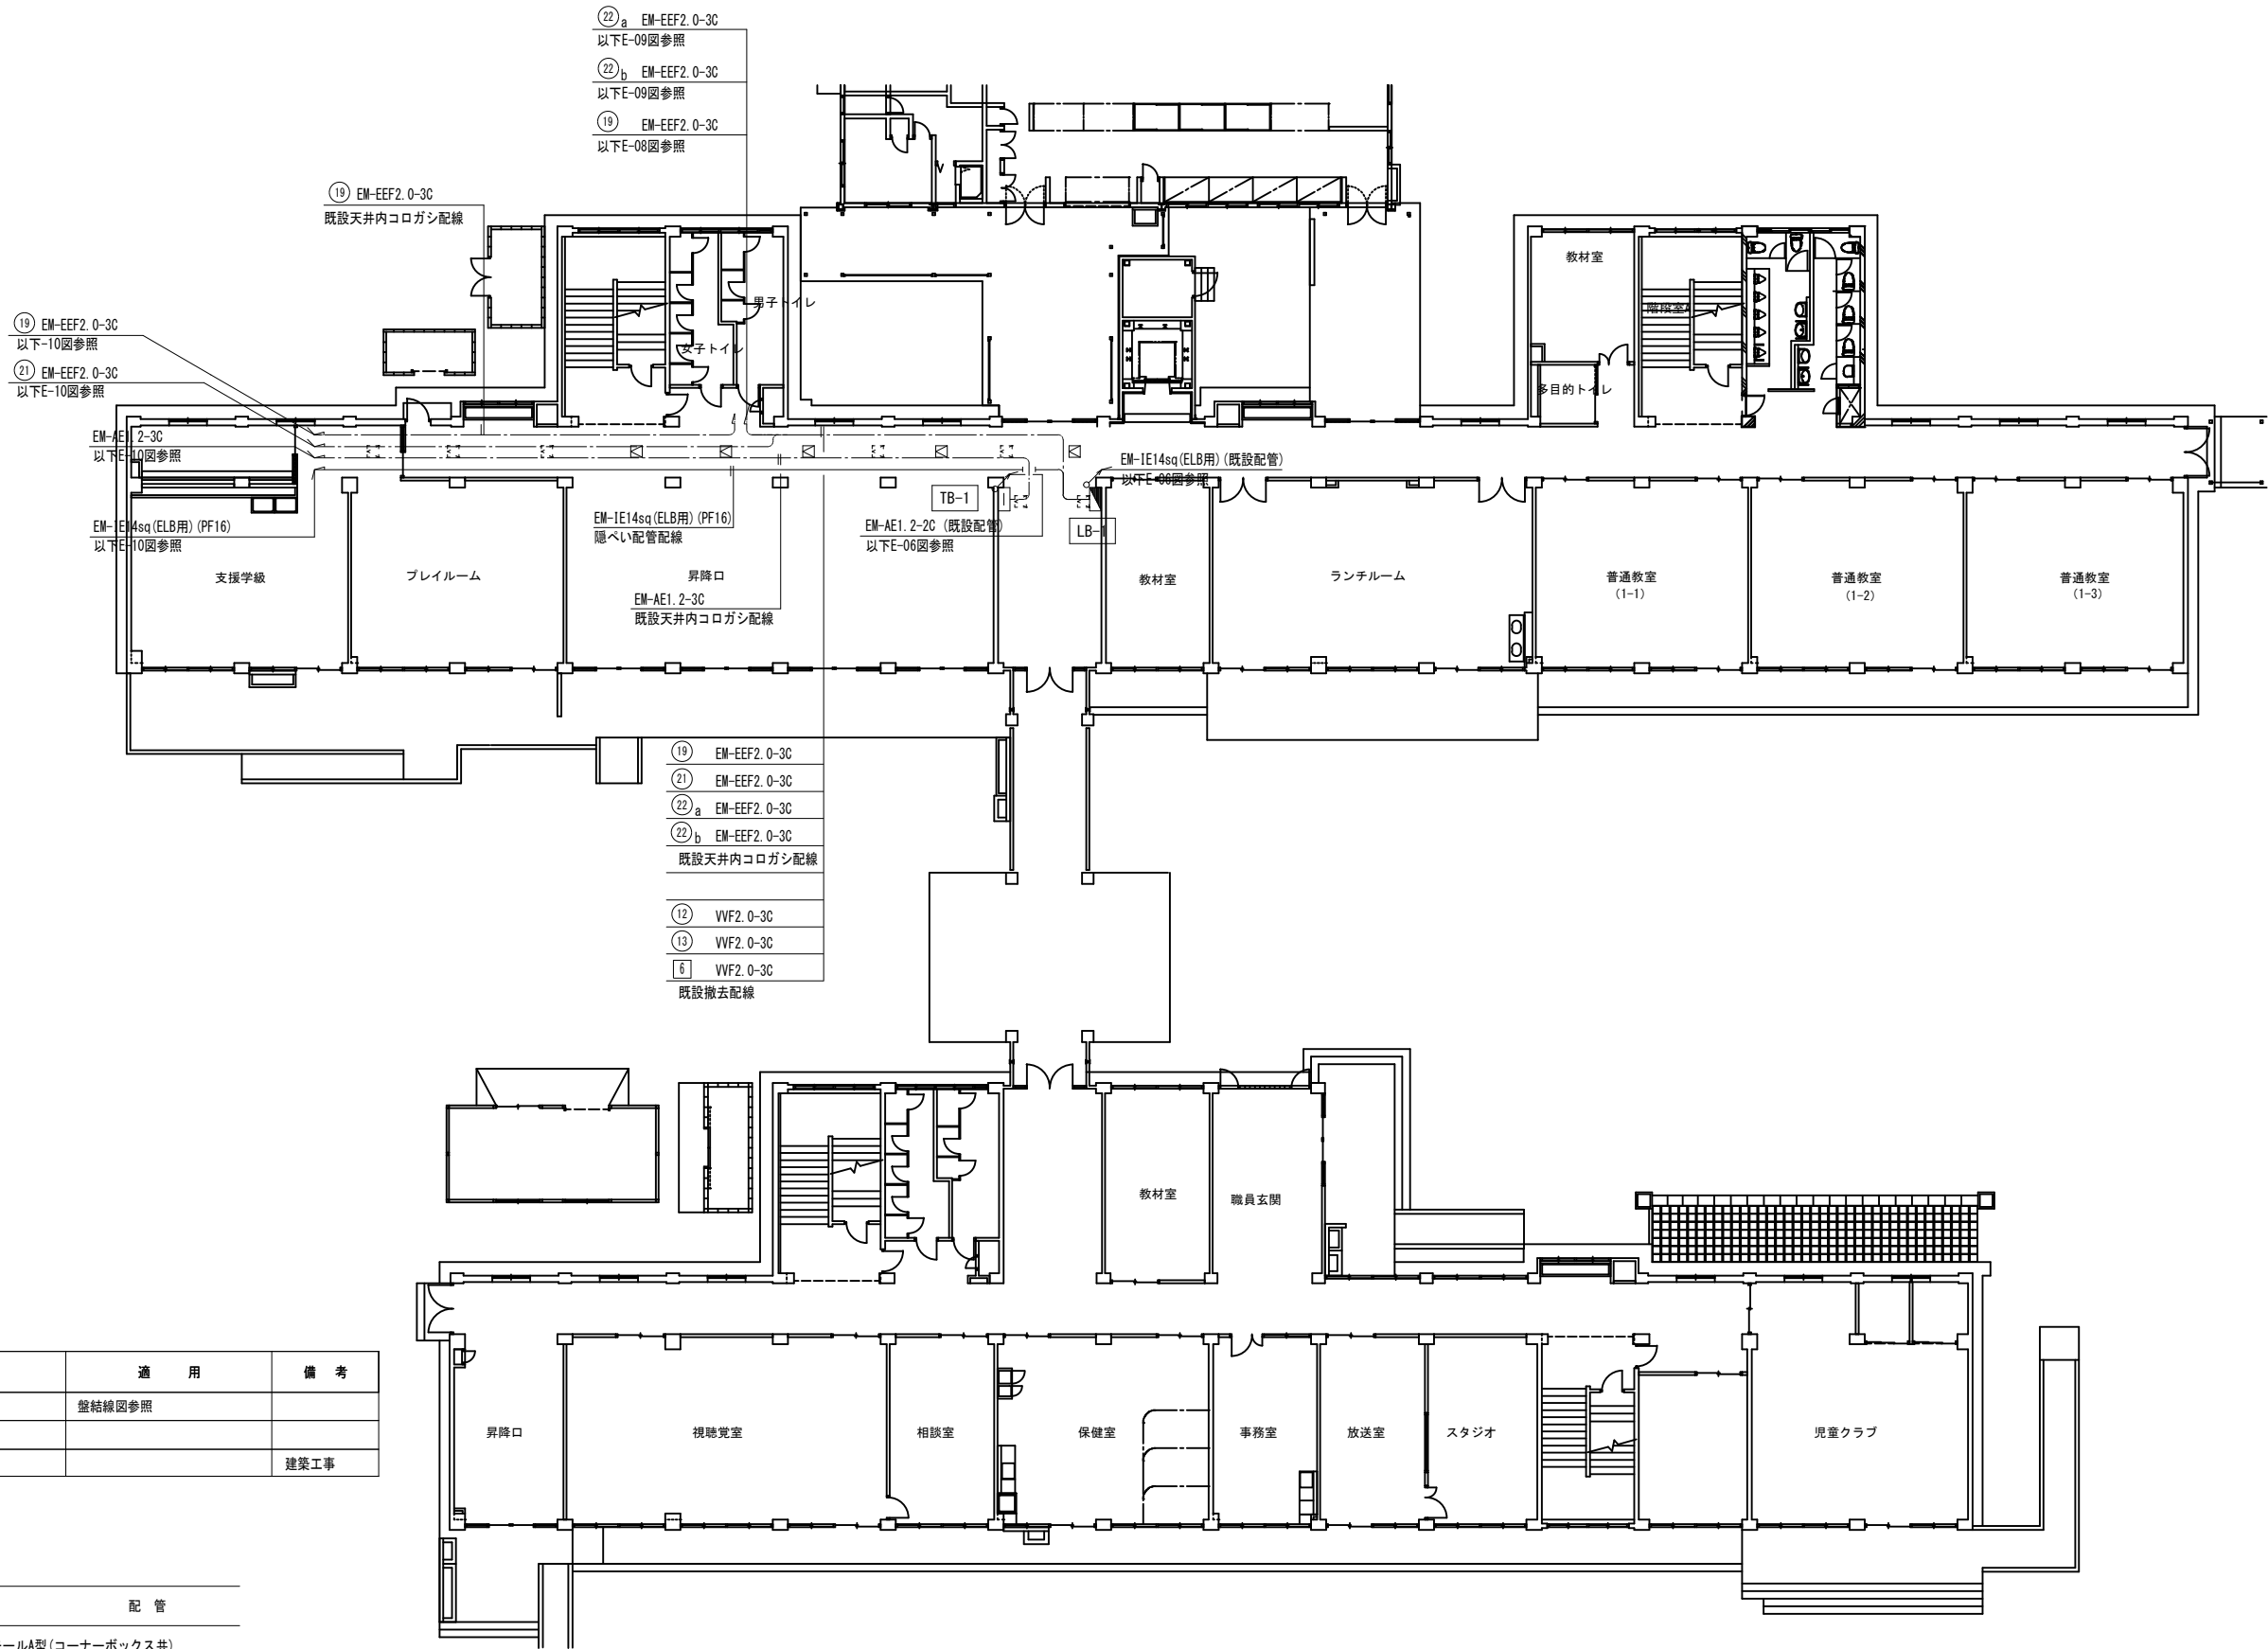 ㉒a EM-EEF2.0-3C
以下E-09図参照
㉒b EM-EEF2.0-3C
以下E-09図参照
⑲ EM-EEF2.0-3C
以下E-08図参照
⑲ EM-EEF2.0-3C
既設天井内コロガシ配線
⑲ EM-EEF2.0-3C
以下-10図参照
㉑ EM-EEF2.0-3C
以下E-10図参照
EM-AE1.2-3C
以下E-10図参照
EM-IE14sq(ELB用)(PF16)
以下E-10図参照
男子トイレ
女子トイレ
教材室
階段室A
多目的トイレ
EM-IE14sq(ELB用)(既設配管)
以下E-06図参照
TB-1
LB-1
EM-IE14sq(ELB用)(PF16)
隠ぺい配管配線
EM-AE1.2-2C (既設配管)
以下E-06図参照
EM-AE1.2-3C
既設天井内コロガシ配線
支援学級
プレイルーム
昇降口
教材室
ランチルーム
普通教室
(1-1)
普通教室
(1-2)
普通教室
(1-3)
⑲ EM-EEF2.0-3C
㉑ EM-EEF2.0-3C
㉒a EM-EEF2.0-3C
㉒b EM-EEF2.0-3C
既設天井内コロガシ配線
⑫ VVF2.0-3C
⑬ VVF2.0-3C
6 VVF2.0-3C
既設撤去配線
教材室
職員玄関
昇降口
視聴覚室
相談室
保健室
事務室
放送室
スタジオ
児童クラブ
適 用
備 考
盤結線図参照
建築工事
配 管
ールA型(コーナーボックス共)